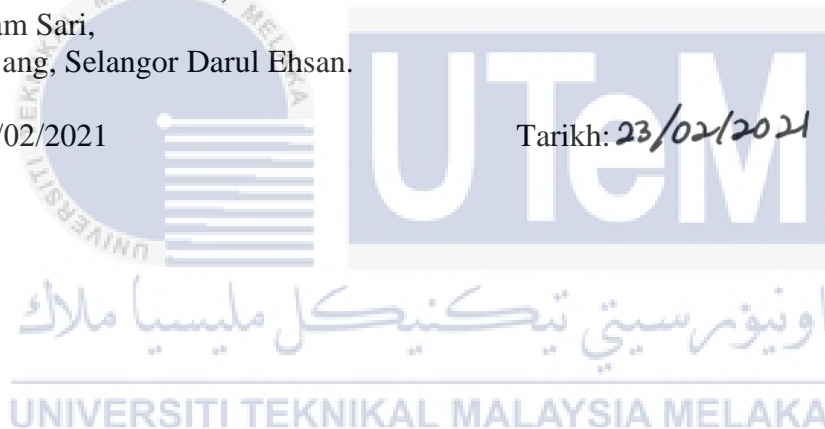 am Sari,
ang, Selangor Darul Ehsan.
/02/2021
Tarikh: 23/02/2021
UTeM
اونيۏرسيتي تيكنيكل مليسيا ملاك
UNIVERSITI TEKNIKAL MALAYSIA MELAKA